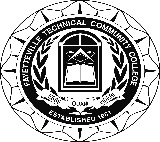 FAYETTEVILLE TECHNICAL COMMUNITY COLLEGE
ESTABLISHED 1961